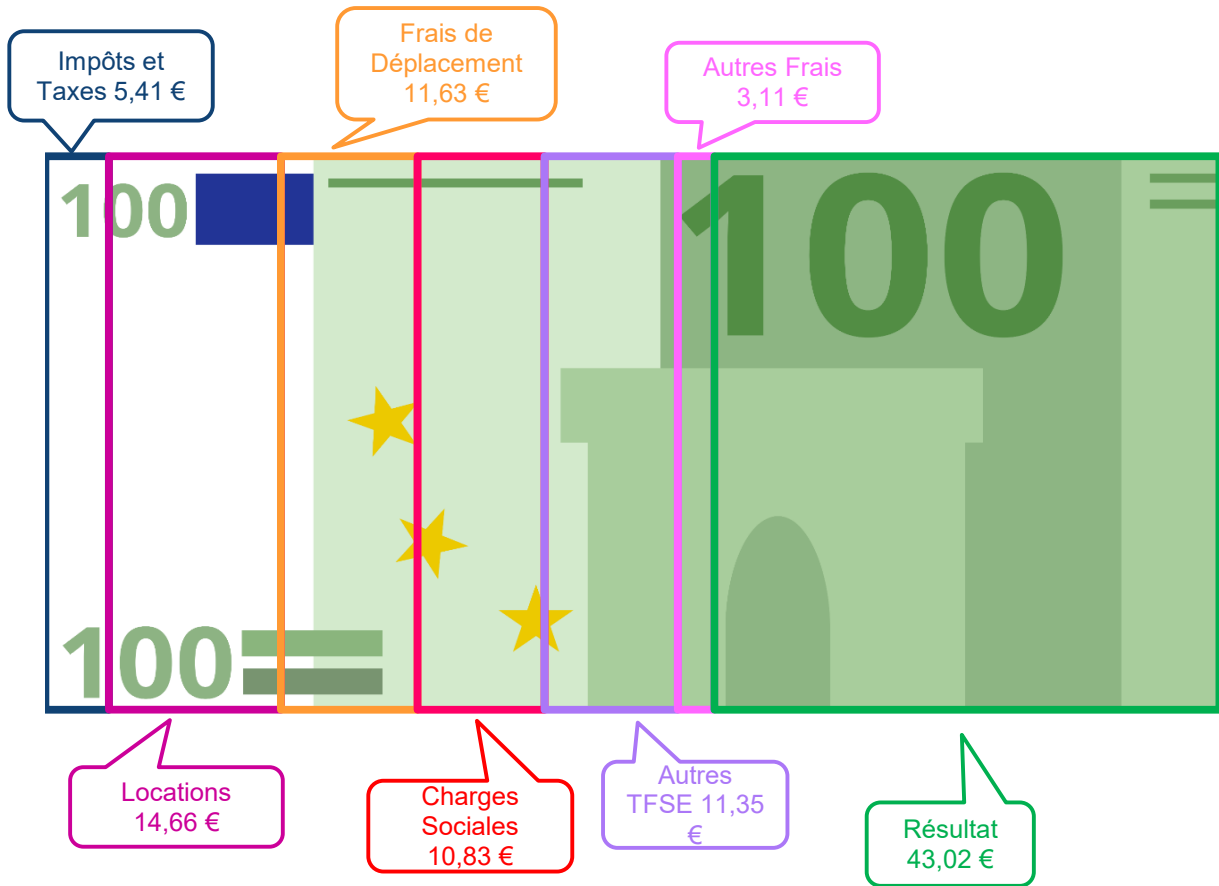 Impôts et
Taxes 5,41 €
Frais de
Déplacement
11,63 €
Autres Frais
3,11 €
100
100
100
Locations
14,66 €
Charges
Sociales
10,83 €
Autres
TFSE 11,35
€
Résultat
43,02 €